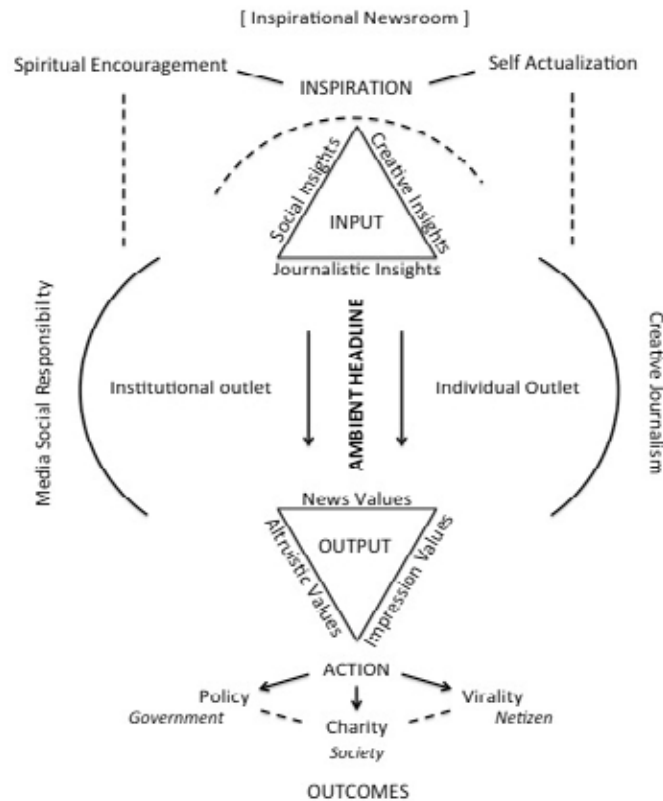 [ Inspirational Newsroom ]
Spiritual Encouragement
Self Actualization
INSPIRATION
Social Insights
Creative Insights
INPUT
Journalistic Insights
Media Social Responsibility
Institutional outlet
AMBIENT HEADLINE
Individual Outlet
Creative Journalism
News Values
OUTPUT
Altruistic Values
Impression Values
ACTION
Policy
Government
Virality
Netizen
Charity
Society
OUTCOMES